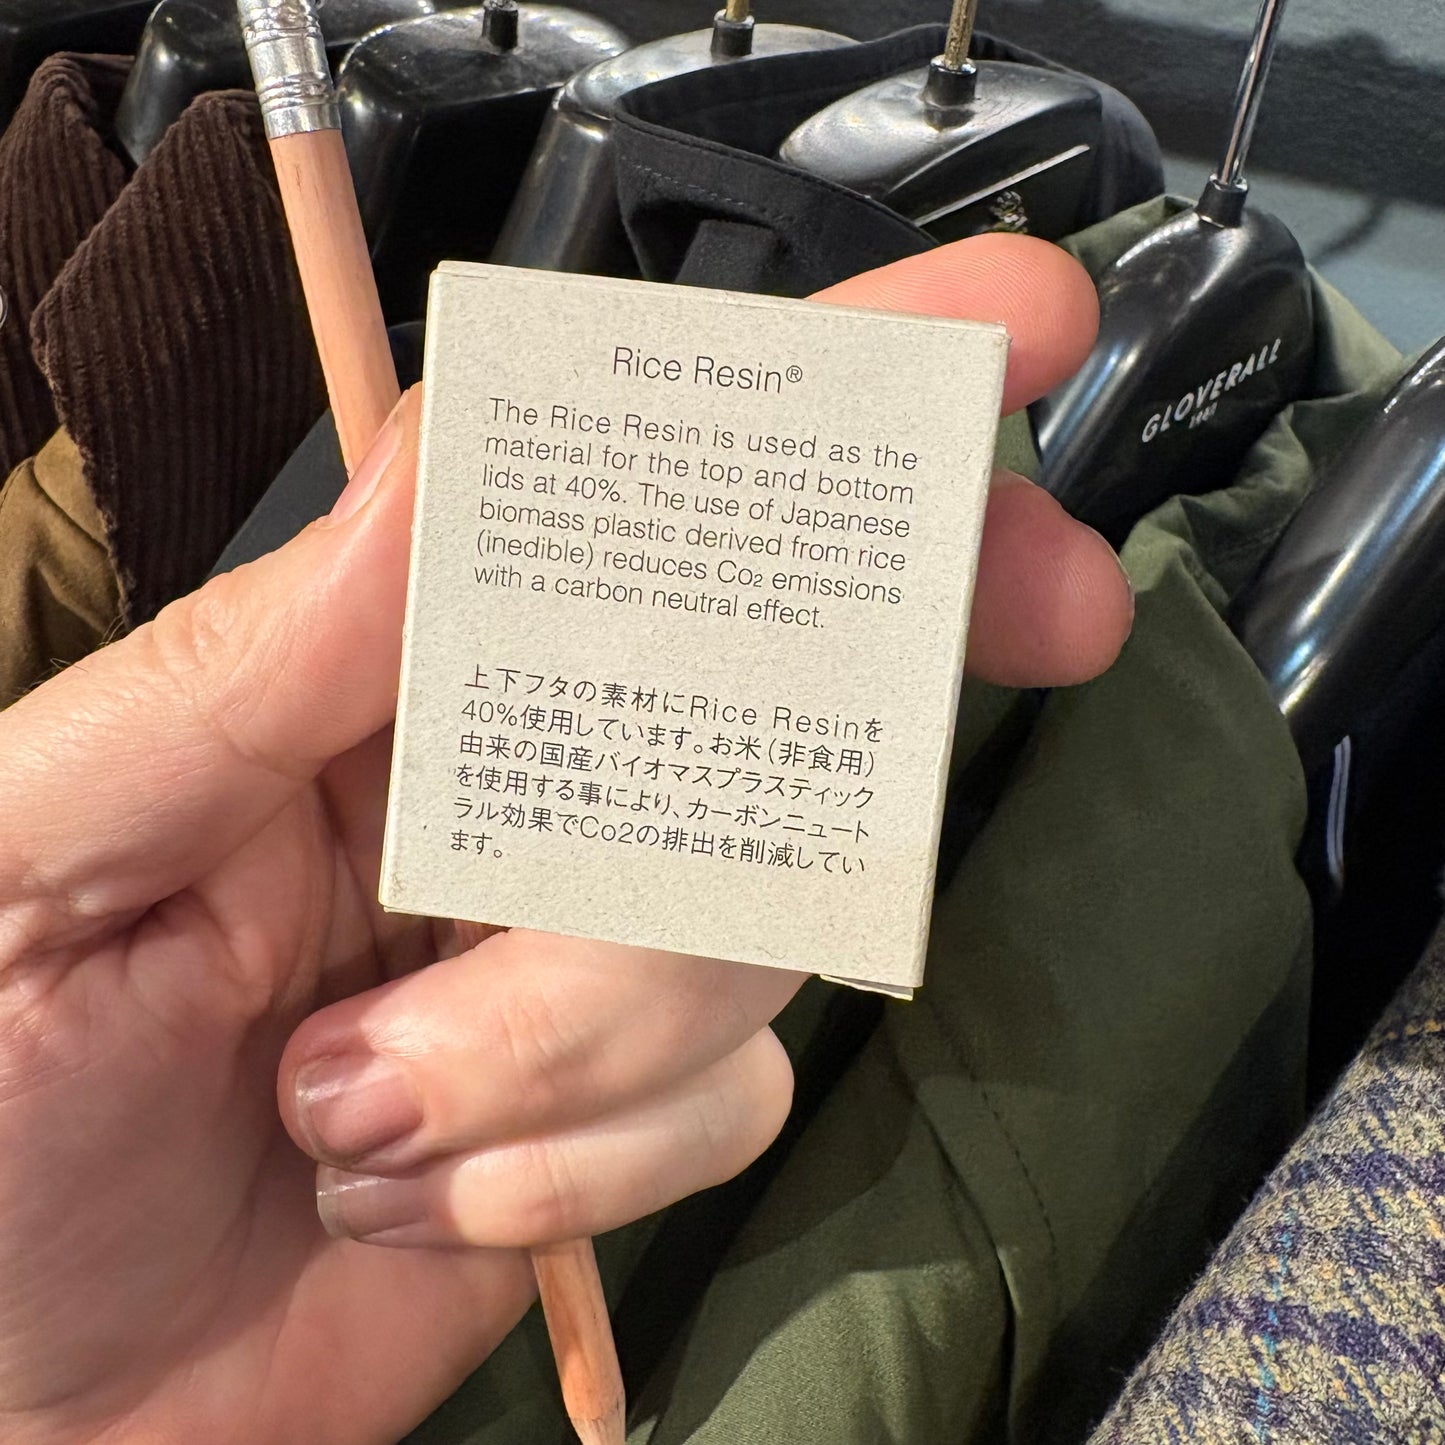 Rice Resin®
The Rice Resin is used as the
material for the top and bottom
lids at 40%. The use of Japanese
biomass plastic derived from rice
(inedible) reduces Co₂ emissions
with a carbon neutral effect.
上下フタの素材にRice Resinを
40%使用しています。お米(非食用)
由来の国産バイオマスプラスティック
を使用する事により、カーボンニュート
ラル効果でCo2の排出を削減してい
ます。
GLOVERALL